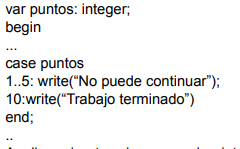 var puntos: integer;
begin
...
case puntos
1..5: write(“No puede continuar”);
10:write(“Trabajo terminado”)
end;
..